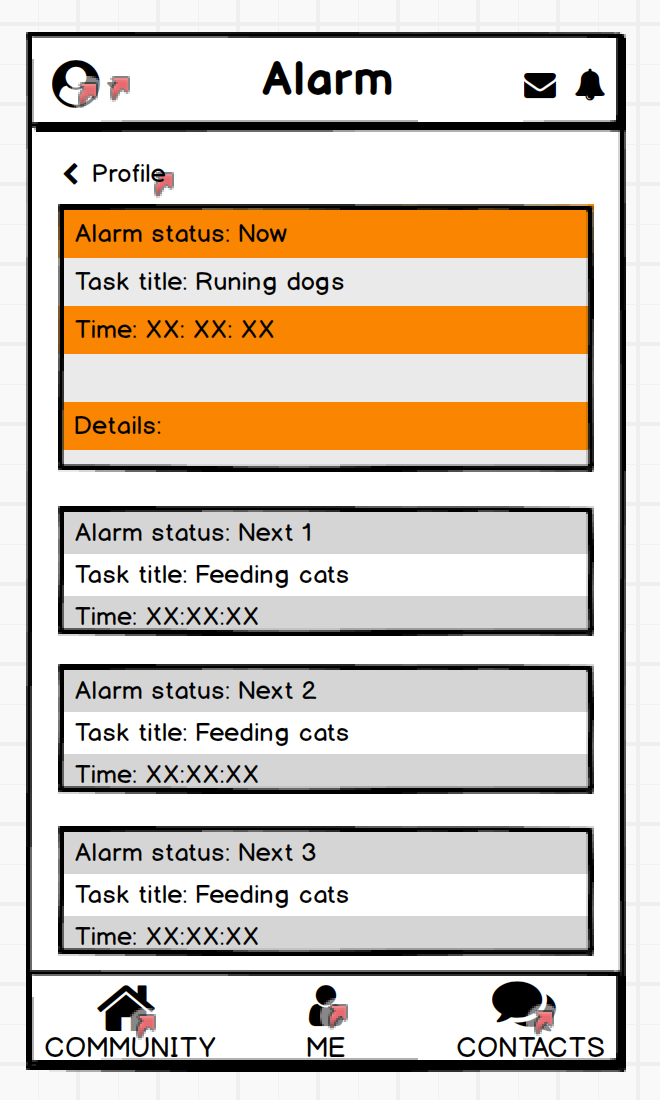 Alarm
Profile
Alarm status: Now
Task title: Runing dogs
Time: XX: XX: XX
Details:
Alarm status: Next 1
Task title: Feeding cats
Time: XX:XX:XX
Alarm status: Next 2
Task title: Feeding cats
Time: XX:XX:XX
Alarm status: Next 3
Task title: Feeding cats
Time: XX:XX:XX
COMMUNITY
ME
CONTACTS